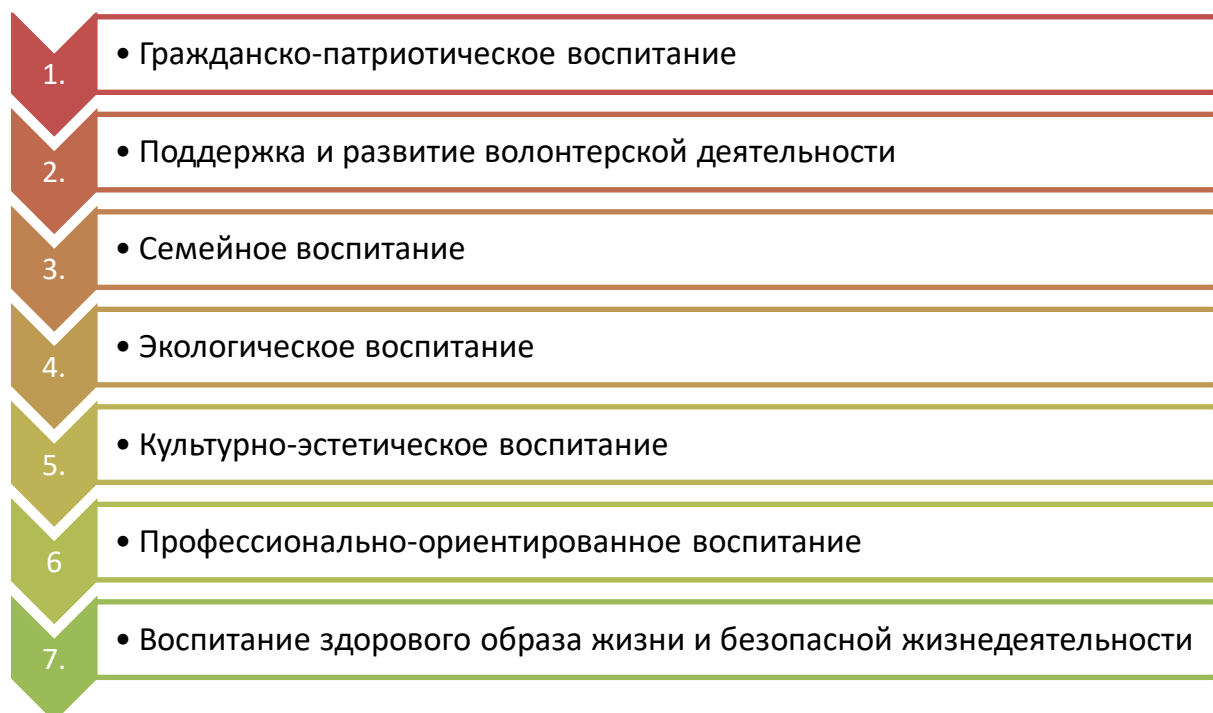 1. • Гражданско-патриотическое воспитание
2. • Поддержка и развитие волонтерской деятельности
3. • Семейное воспитание
4. • Экологическое воспитание
5. • Культурно-эстетическое воспитание
6 • Профессионально-ориентированное воспитание
7. • Воспитание здорового образа жизни и безопасной жизнедеятельности